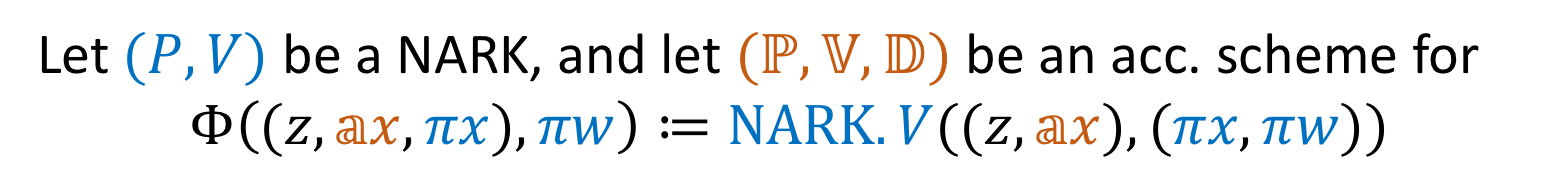 Let (𝑃, 𝑉) be a NARK, and let (ℙ, 𝕍, 𝔻) be an acc. scheme for
Φ((𝑧, 𝕒𝑥, 𝜋𝑥), 𝜋𝑤) ≔ NARK. 𝑉((𝑧, 𝕒𝑥), (𝜋𝑥, 𝜋𝑤))